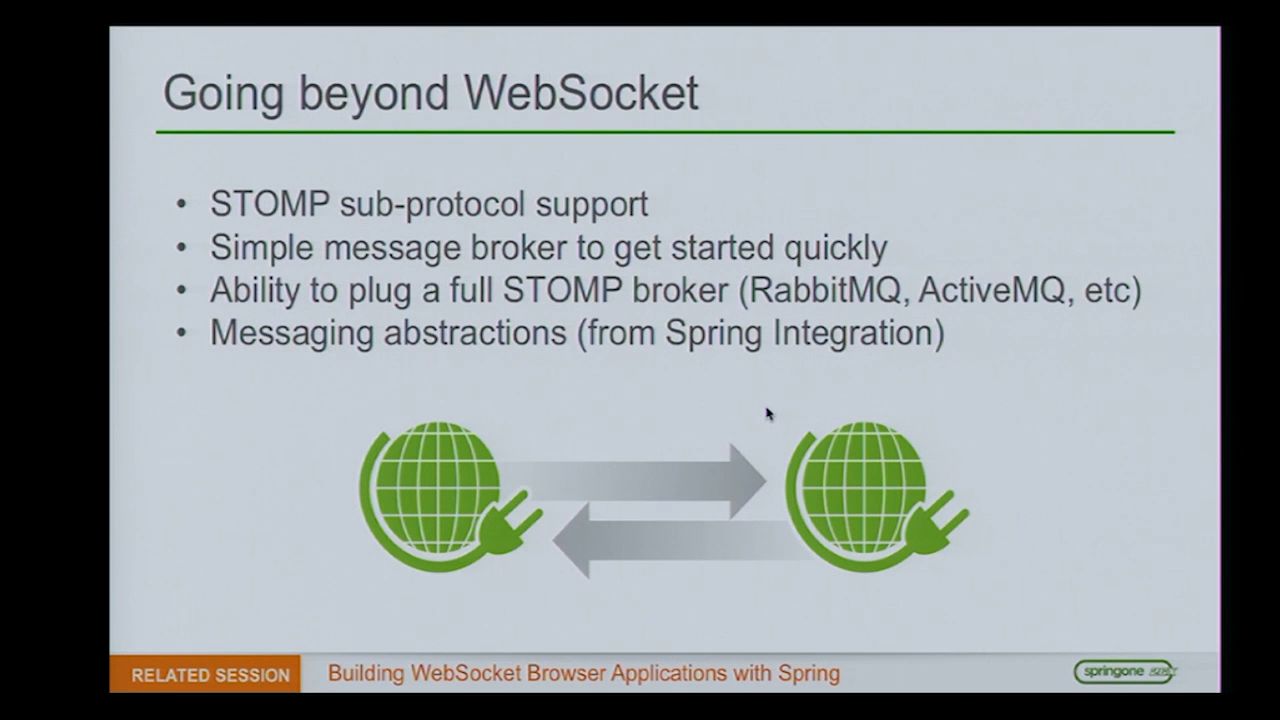 Going beyond WebSocket
• STOMP sub-protocol support
• Simple message broker to get started quickly
• Ability to plug a full STOMP broker (RabbitMQ, ActiveMQ, etc)
• Messaging abstractions (from Spring Integration)
RELATED SESSION
Building WebSocket Browser Applications with Spring
springone